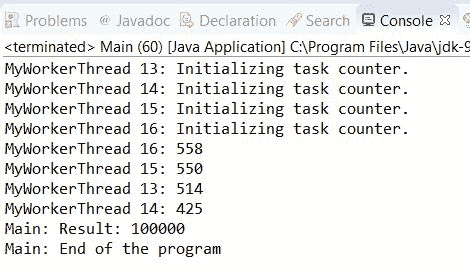 Problems @ Javadoc Declaration Search Console
<terminated> Main (60) [Java Application] C:\Program Files\Java\jdk-9
MyWorkerThread 13: Initializing task counter.
MyWorkerThread 14: Initializing task counter.
MyWorkerThread 15: Initializing task counter.
MyWorkerThread 16: Initializing task counter.
MyWorkerThread 16: 558
MyWorkerThread 15: 550
MyWorkerThread 13: 514
MyWorkerThread 14: 425
Main: Result: 100000
Main: End of the program